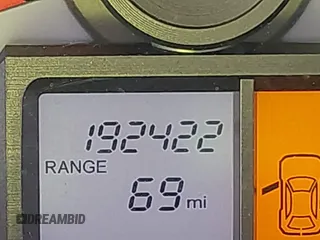 192422
RANGE
69 mi
DREAMBID